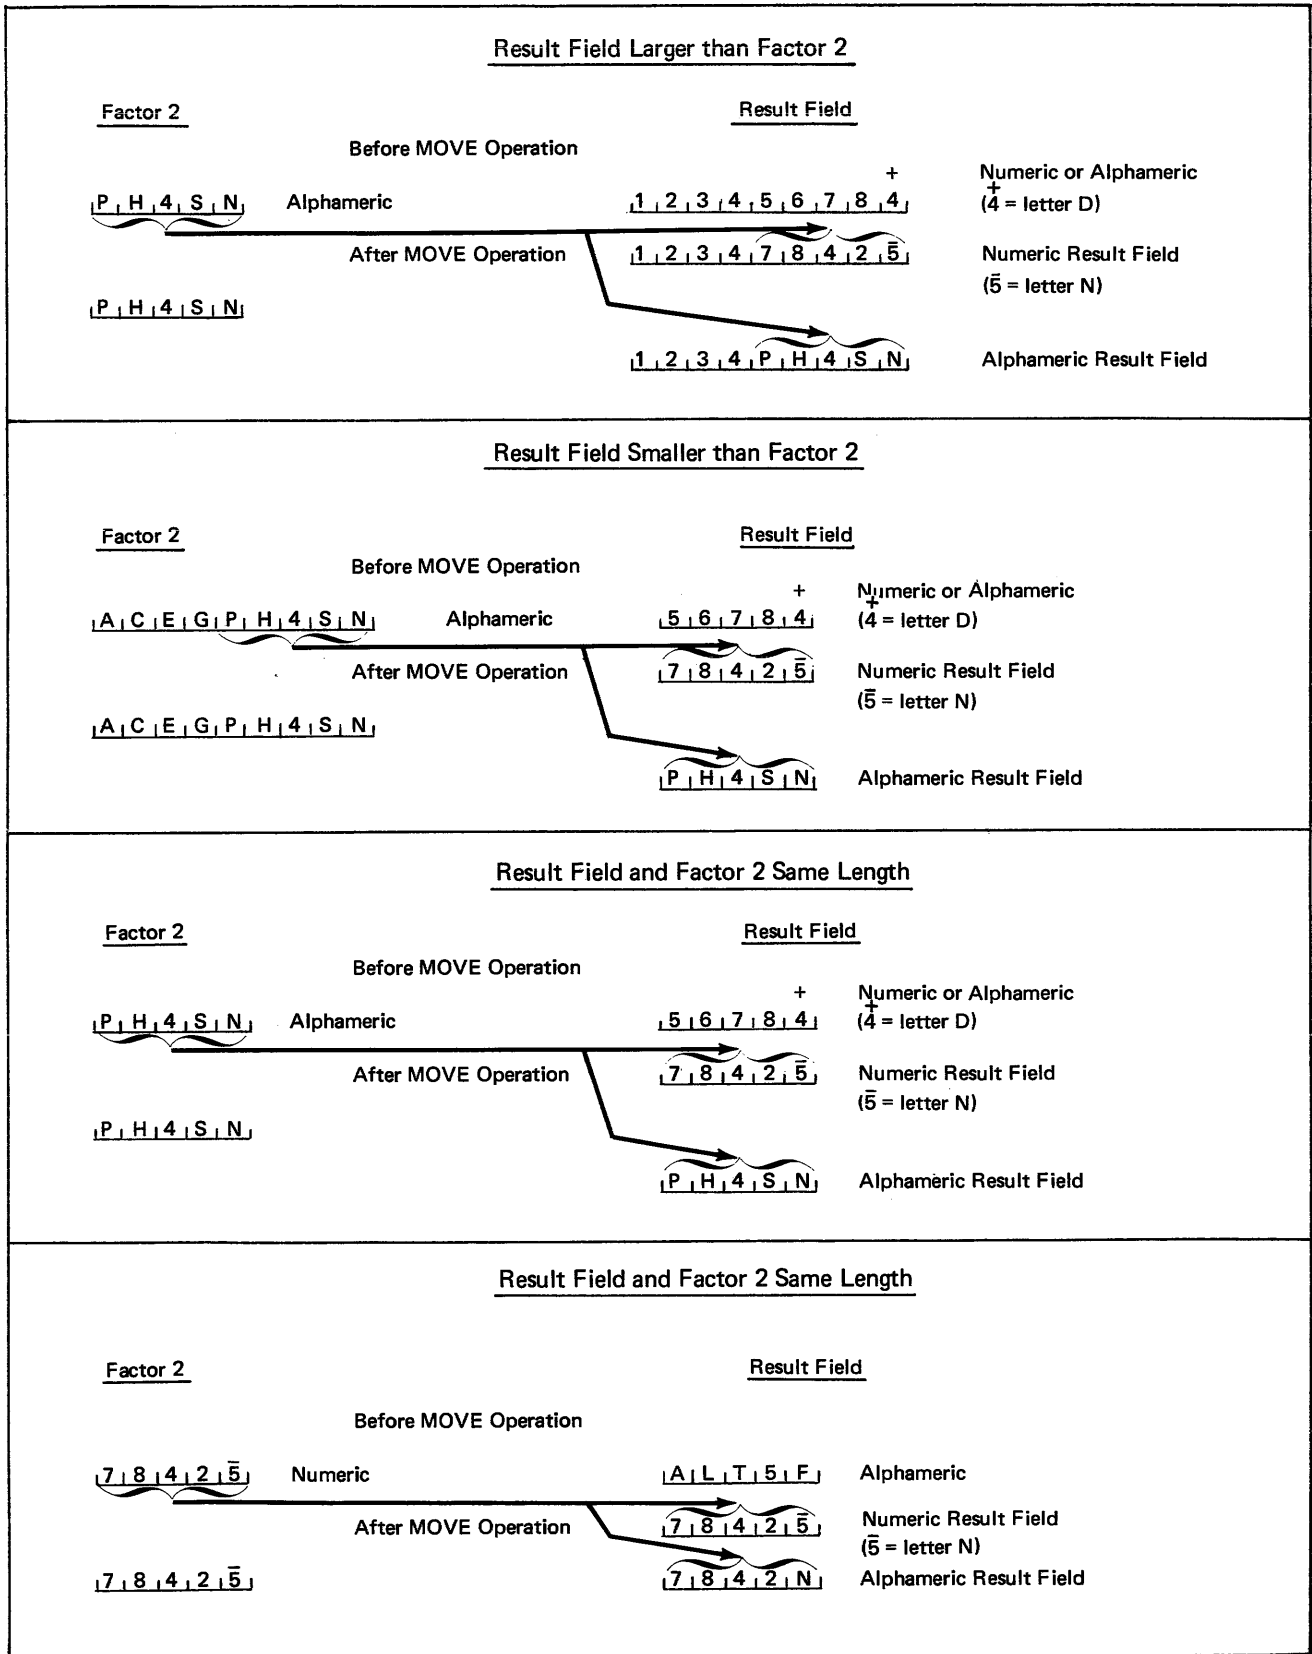 Result Field Larger than Factor 2
Factor 2 Result Field
Before MOVE Operation
+ Numeric or Alphameric
P H 4 S N Alphameric 1 2 3 4 5 6 7 8 4 (4̟ = letter D)
After MOVE Operation 1 2 3 4 7 8 4 2 5̄ Numeric Result Field
(5̄ = letter N)
P H 4 S N
1 2 3 4 P H 4 S N Alphameric Result Field
Result Field Smaller than Factor 2
Factor 2 Result Field
Before MOVE Operation
+ Numeric or Alphameric
+
A C E G P H 4 S N Alphameric 5 6 7 8 4 (4 = letter D)
After MOVE Operation 7 8 4 2 5̄ Numeric Result Field
(5̄ = letter N)
A C E G P H 4 S N
P H 4 S N Alphameric Result Field
Result Field and Factor 2 Same Length
Factor 2 Result Field
Before MOVE Operation
+ Numeric or Alphameric
+
P H 4 S N Alphameric 5 6 7 8 4 (4 = letter D)
After MOVE Operation 7 8 4 2 5̄ Numeric Result Field
(5̄ = letter N)
P H 4 S N
P H 4 S N Alphameric Result Field
Result Field and Factor 2 Same Length
Factor 2 Result Field
Before MOVE Operation
7 8 4 2 5̄ Numeric A L T 5 F Alphameric
After MOVE Operation 7 8 4 2 5̄ Numeric Result Field
(5̄ = letter N)
7 8 4 2 5̄ 7 8 4 2 N Alphameric Result Field